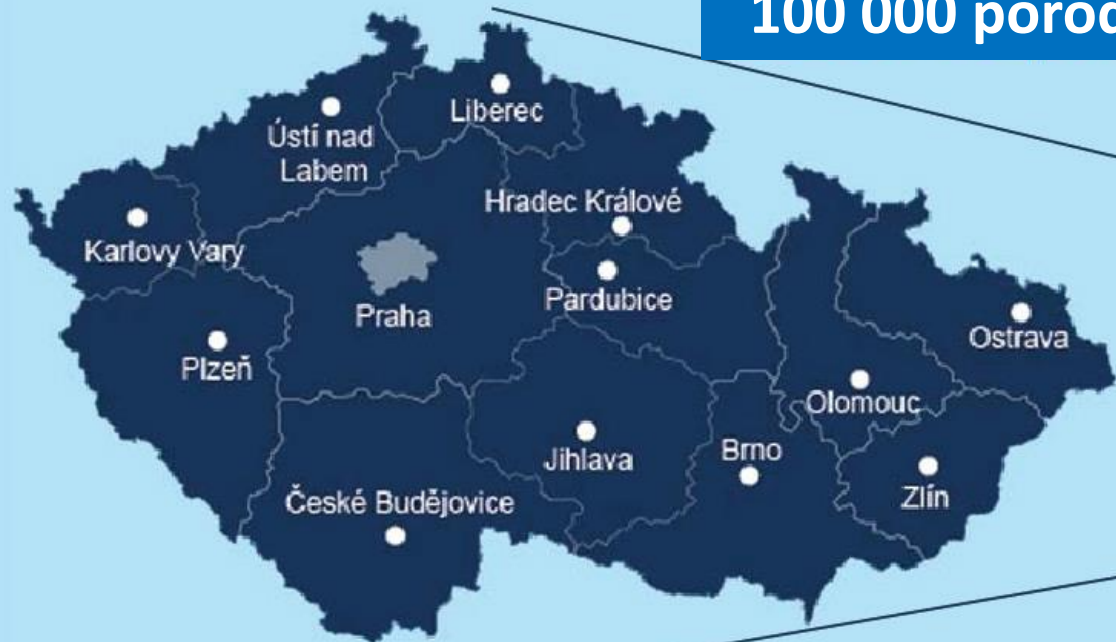 100 000 porod
Liberec
Ústí nad
Labem
Hradec Králové
Karlovy Vary
Pardubice
Praha
Ostrava
Plzeň
Olomouc
Brno
Jihlava
Zlín
České Budějovice